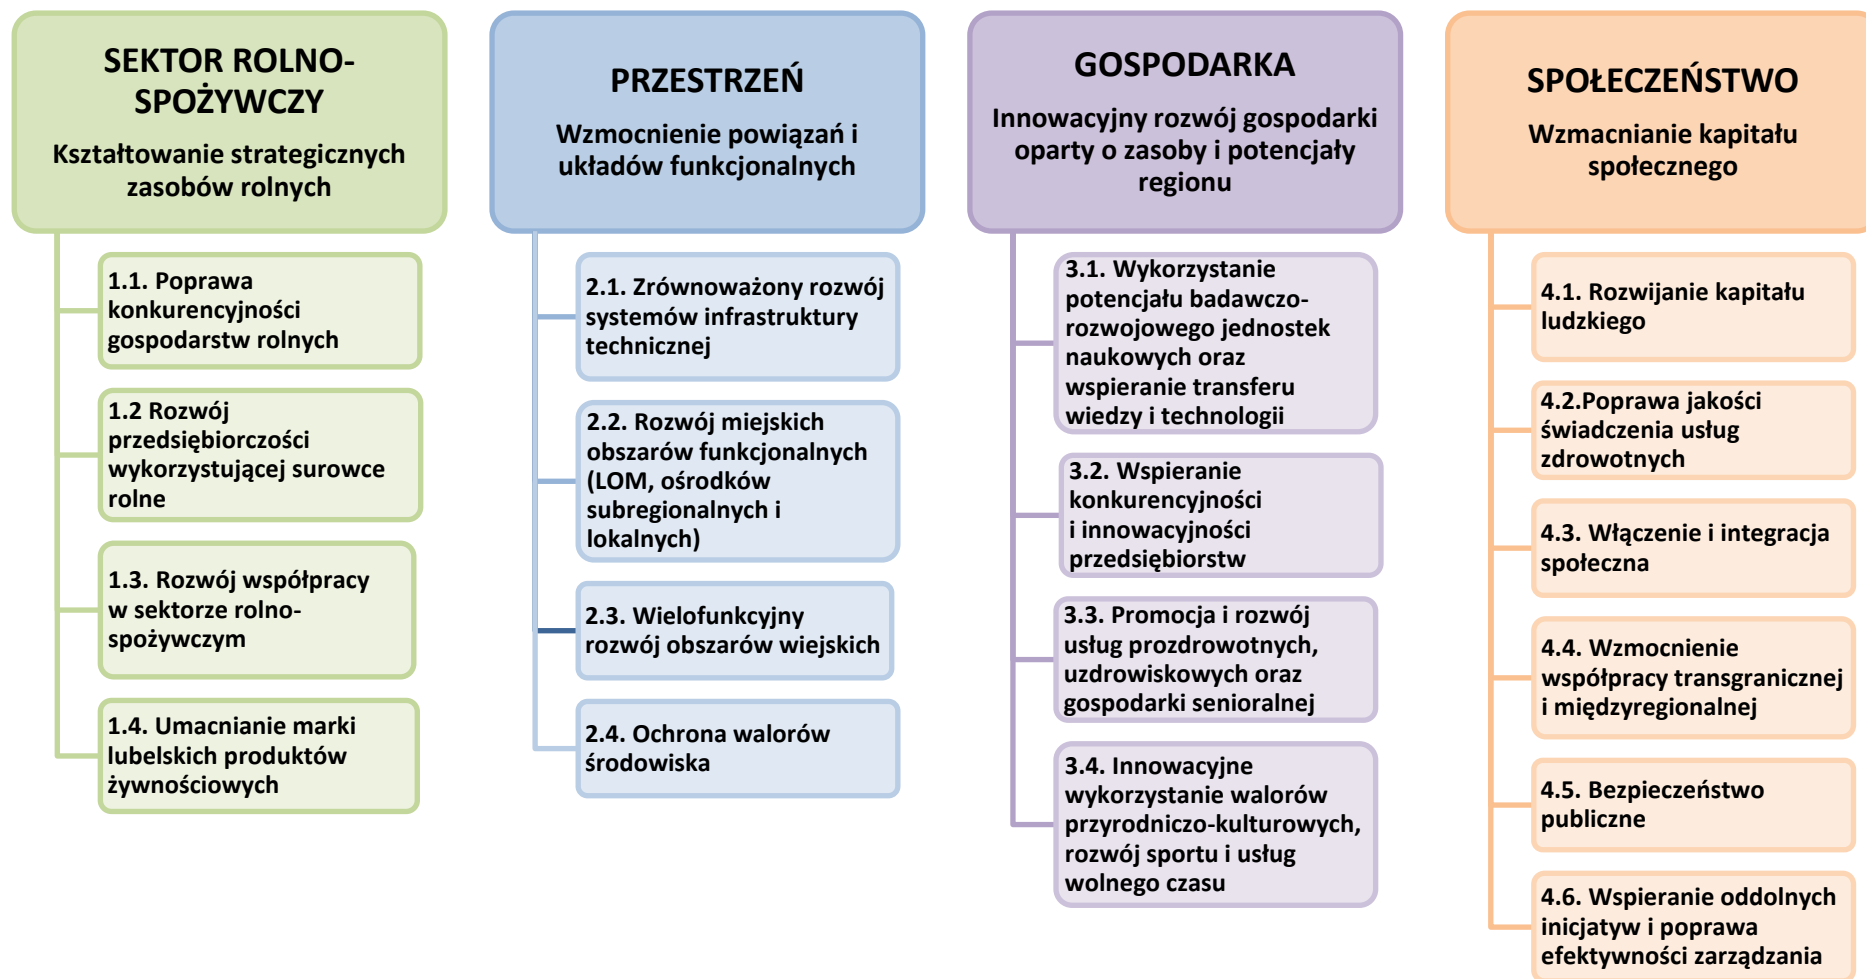 SEKTOR ROLNO-
SPOŻYWCZY
Kształtowanie strategicznych
zasobów rolnych
1.1. Poprawa
konkurencyjności
gospodarstw rolnych
1.2 Rozwój
przedsiębiorczości
wykorzystującej surowce
rolne
1.3. Rozwój współpracy
w sektorze rolno-
spożywczym
1.4. Umacnianie marki
lubelskich produktów
żywnościowych
PRZESTRZEŃ
Wzmocnienie powiązań i
układów funkcjonalnych
2.1. Zrównoważony rozwój
systemów infrastruktury
technicznej
2.2. Rozwój miejskich
obszarów funkcjonalnych
(LOM, ośrodków
subregionalnych i
lokalnych)
2.3. Wielofunkcyjny
rozwój obszarów wiejskich
2.4. Ochrona walorów
środowiska
GOSPODARKA
Innowacyjny rozwój gospodarki
oparty o zasoby i potencjały
regionu
3.1. Wykorzystanie
potencjału badawczo-
rozwojowego jednostek
naukowych oraz
wspieranie transferu
wiedzy i technologii
3.2. Wspieranie
konkurencyjności
i innowacyjności
przedsiębiorstw
3.3. Promocja i rozwój
usług prozdrowotnych,
uzdrowiskowych oraz
gospodarki senioralnej
3.4. Innowacyjne
wykorzystanie walorów
przyrodniczo-kulturowych,
rozwój sportu i usług
wolnego czasu
SPOŁECZEŃSTWO
Wzmacnianie kapitału
społecznego
4.1. Rozwijanie kapitału
ludzkiego
4.2.Poprawa jakości
świadczenia usług
zdrowotnych
4.3. Włączenie i integracja
społeczna
4.4. Wzmocnienie
współpracy transgranicznej
i międzyregionalnej
4.5. Bezpieczeństwo
publiczne
4.6. Wspieranie oddolnych
inicjatyw i poprawa
efektywności zarządzania